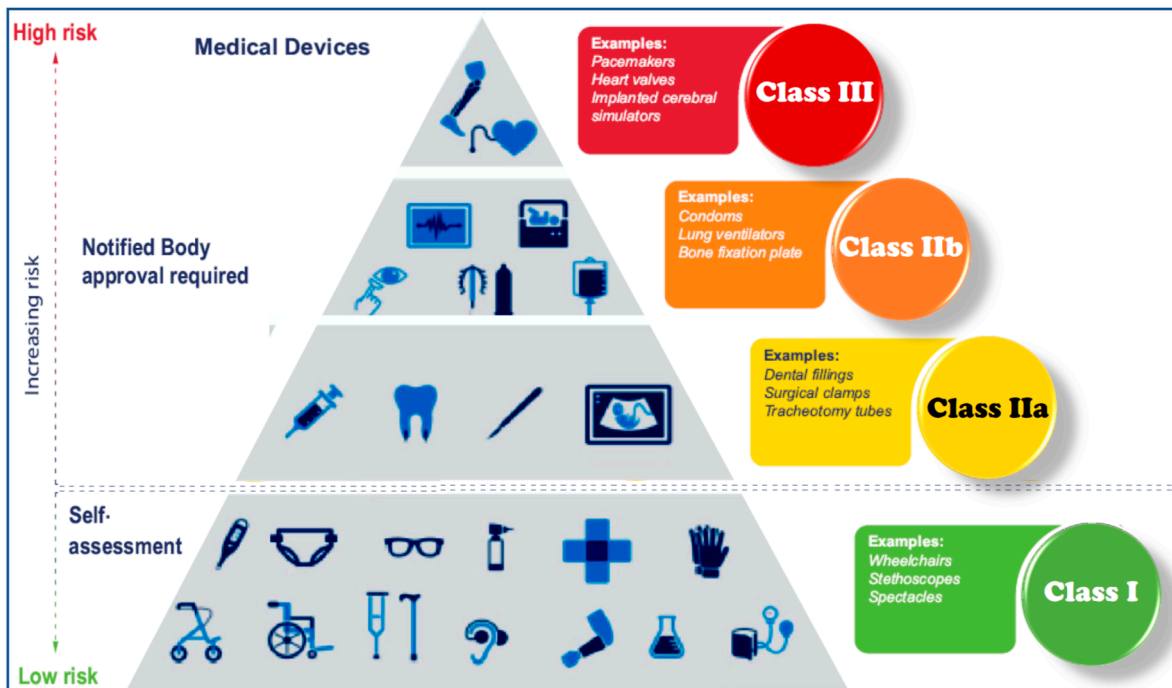 High risk
Medical Devices
Examples:
Pacemakers
Heart valves
Implanted cerebral
simulators
Class III
Examples:
Condoms
Lung ventilators
Bone fixation plate
Class IIb
Notified Body
approval required
Increasing risk
Examples:
Dental fillings
Surgical clamps
Tracheotomy tubes
Class IIa
Self-
assessment
Examples:
Wheelchairs
Stethoscopes
Spectacles
Class I
Low risk